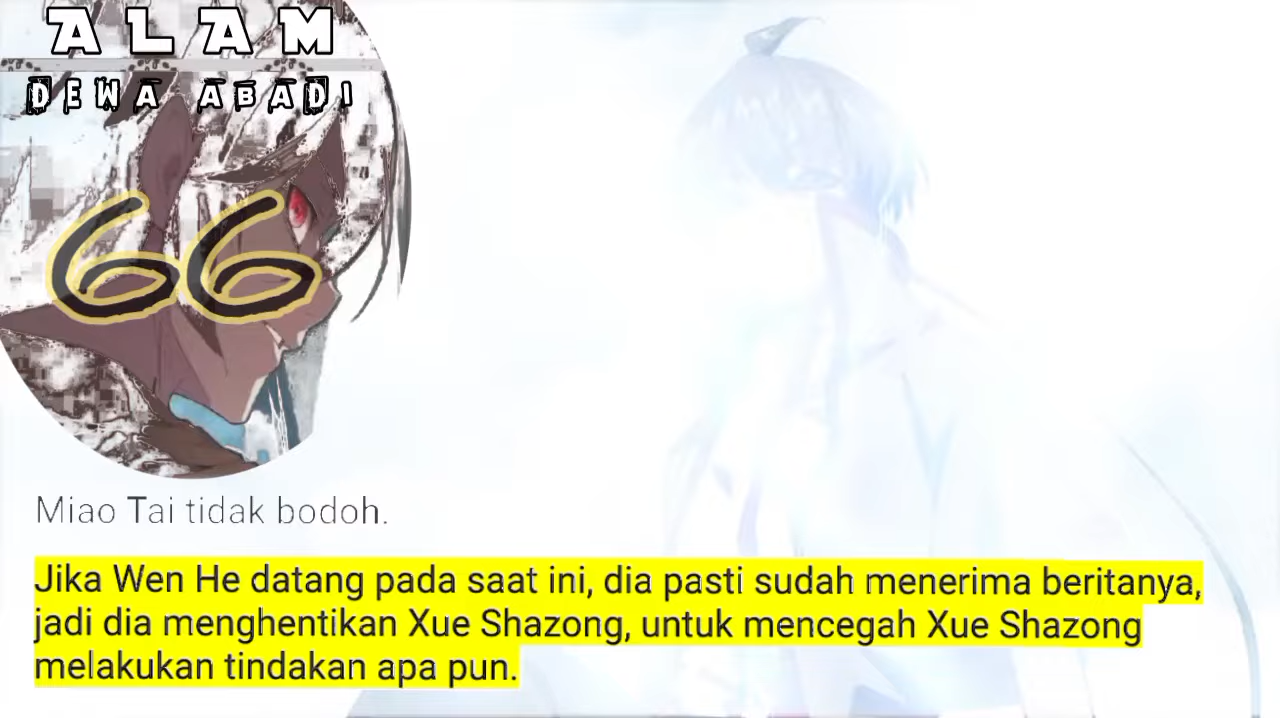 ALAM
DEWA ABADI
66
Miao Tai tidak bodoh.
Jika Wen He datang pada saat ini, dia pasti sudah menerima beritanya,
jadi dia menghentikan Xue Shazong, untuk mencegah Xue Shazong
melakukan tindakan apa pun.